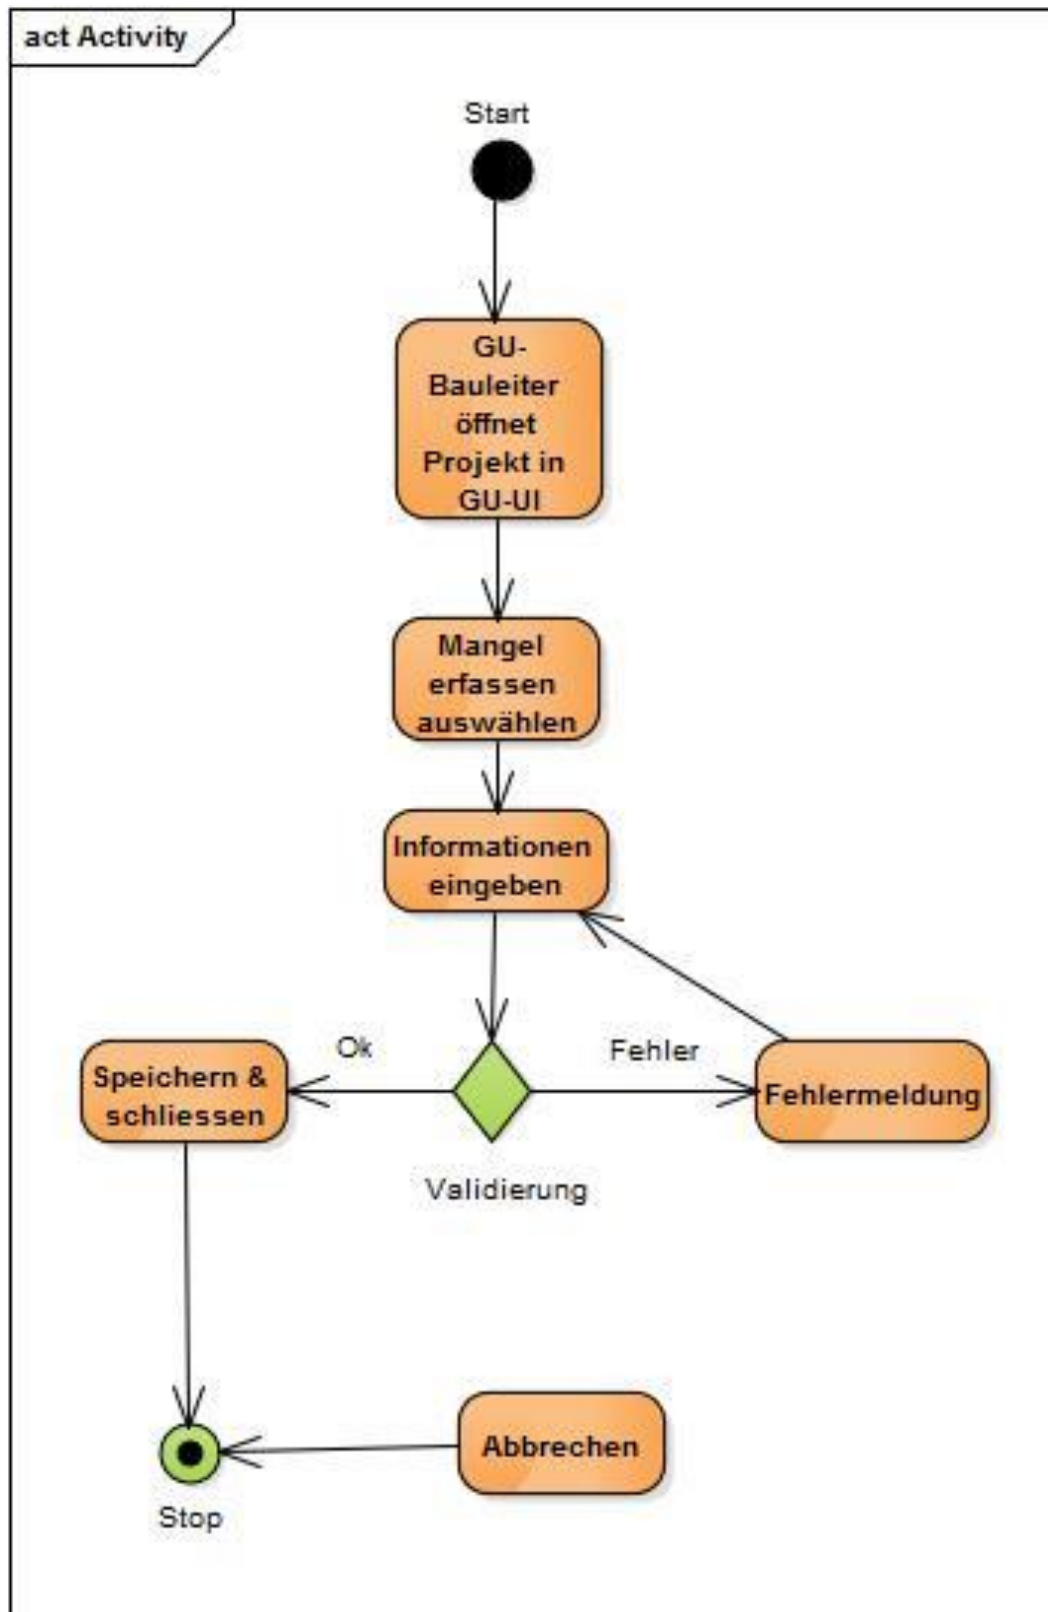 act Activity
Start
GU-
Bauleiter
öffnet
Projekt in
GU-UI
Mangel
erfassen
auswählen
Informationen
eingeben
Ok
Fehler
Speichern &
schliessen
Fehlermeldung
Validierung
Abbrechen
Stop